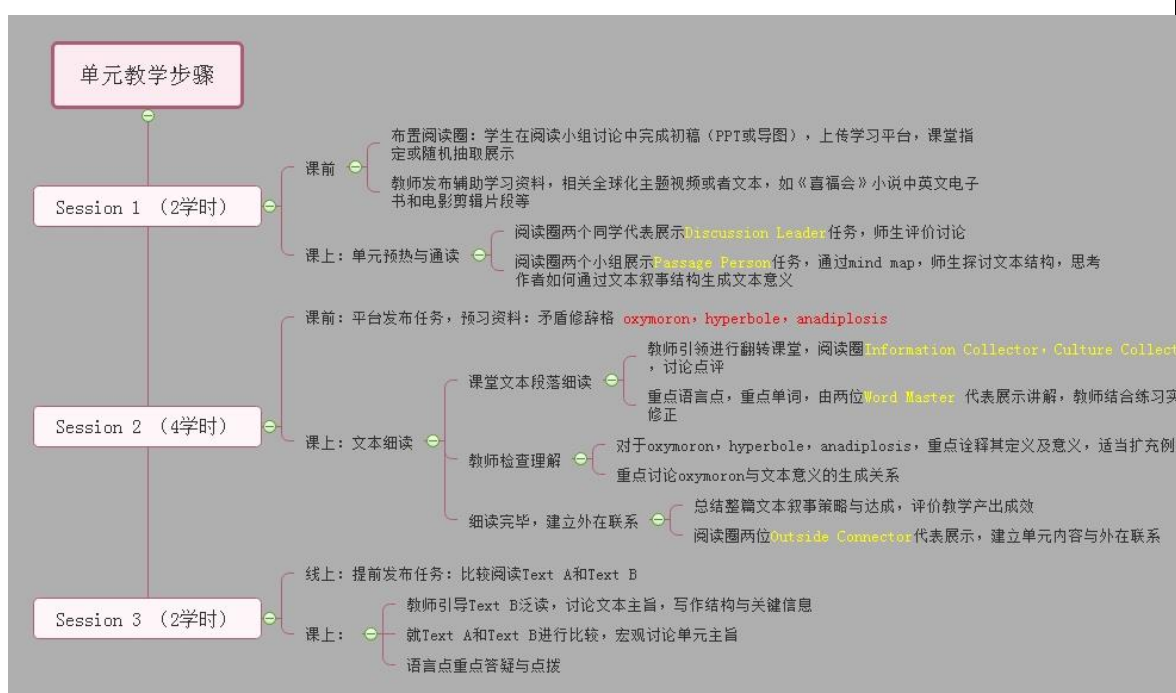 单元教学步骤
Session 1 （2学时）
课前
布置阅读圈：学生在阅读小组讨论中完成初稿（PPT或导图），上传学习平台，课堂指
定或随机抽取展示
教师发布辅助学习资料，相关全球化主题视频或者文本，如《喜福会》小说中英文电子
书和电影剪辑片段等
课上：单元预热与通读
阅读圈两个同学代表展示Discussion Leader任务，师生评价讨论
阅读圈两个小组展示Passage Person任务，通过mind map，师生探讨文本结构，思考
作者如何通过文本叙事结构生成文本意义
Session 2 （4学时）
课前：平台发布任务，预习资料：矛盾修辞格 oxymoron，hyperbole，anadiplosis
课上：文本细读
课堂文本段落细读
教师引领进行翻转课堂，阅读圈Information Collector，Culture Collect
，讨论点评
重点语言点，重点单词，由两位Word Master 代表展示讲解，教师结合练习实
修正
教师检查理解
对于oxymoron，hyperbole，anadiplosis，重点诠释其定义及意义，适当扩充例
重点讨论oxymoron与文本意义的生成关系
细读完毕，建立外在联系
总结整篇文本叙事策略与达成，评价教学产出成效
阅读圈两位Outside Connector代表展示，建立单元内容与外在联系
Session 3 （2学时）
线上：提前发布任务：比较阅读Text A和Text B
课上：
教师引导Text B泛读，讨论文本主旨，写作结构与关键信息
就Text A和Text B进行比较，宏观讨论单元主旨
语言点重点答疑与点拨